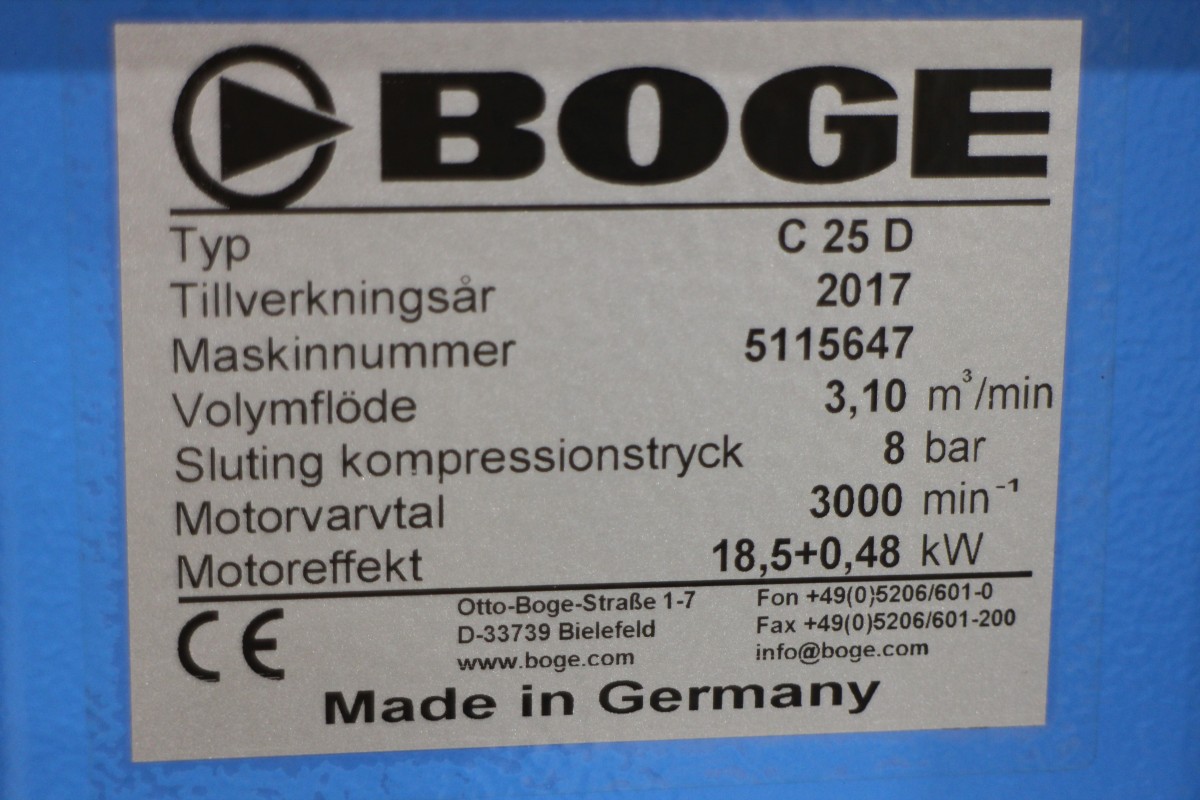 BOGE
Typ C 25 D
Tillverkningsår 2017
Maskinnummer 5115647
Volymflöde 3,10 m³/min
Sluting kompressionstryck 8 bar
Motorvarvtal 3000 min⁻¹
Motoreffekt 18,5+0,48 kW
CE
Otto-Boge-Straße 1-7
D-33739 Bielefeld
www.boge.com
Fon +49(0)5206/601-0
Fax +49(0)5206/601-200
info@boge.com
Made in Germany